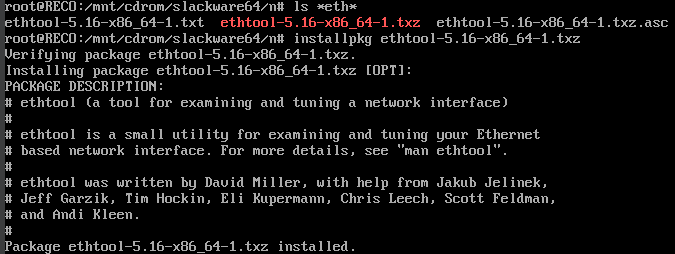 root@RECO:/mnt/cdrom/slackware64/n# ls *eth*
ethtool-5.16-x86_64-1.txt  ethtool-5.16-x86_64-1.txz  ethtool-5.16-x86_64-1.txz.asc
root@RECO:/mnt/cdrom/slackware64/n# installpkg ethtool-5.16-x86_64-1.txz
Verifying package ethtool-5.16-x86_64-1.txz.
Installing package ethtool-5.16-x86_64-1.txz [OPT]:
PACKAGE DESCRIPTION:
# ethtool (a tool for examining and tuning a network interface)
#
# ethtool is a small utility for examining and tuning your Ethernet
# based network interface. For more details, see "man ethtool".
#
# ethtool was written by David Miller, with help from Jakub Jelinek,
# Jeff Garzik, Tim Hockin, Eli Kupermann, Chris Leech, Scott Feldman,
# and Andi Kleen.
#
Package ethtool-5.16-x86_64-1.txz installed.